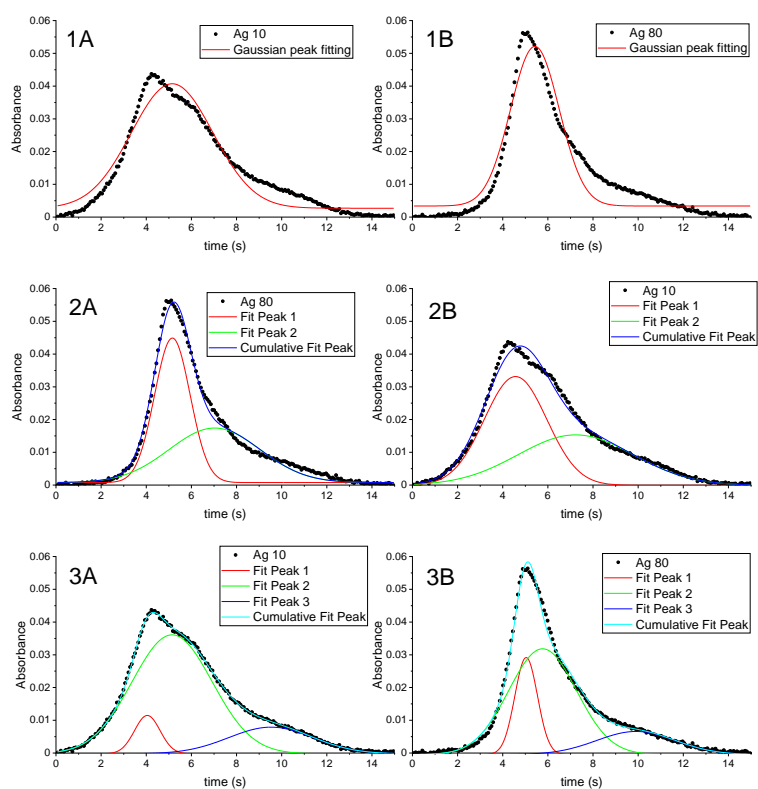 1A
Ag 10
Gaussian peak fitting
0.06
0.05
0.04
0.03
0.02
0.01
0
Absorbance
0 2 4 6 8 10 12 14
time (s)
1B
Ag 80
Gaussian peak fitting
0.06
0.05
0.04
0.03
0.02
0.01
0
Absorbance
0 2 4 6 8 10 12 14
time (s)
2A
Ag 80
Fit Peak 1
Fit Peak 2
Cumulative Fit Peak
0.06
0.05
0.04
0.03
0.02
0.01
0
Absorbance
0 2 4 6 8 10 12 14
time (s)
2B
Ag 10
Fit Peak 1
Fit Peak 2
Cumulative Fit Peak
0.06
0.05
0.04
0.03
0.02
0.01
0
Absorbance
0 2 4 6 8 10 12 14
time (s)
3A
Ag 10
Fit Peak 1
Fit Peak 2
Fit Peak 3
Cumulative Fit Peak
0.06
0.05
0.04
0.03
0.02
0.01
0
Absorbance
0 2 4 6 8 10 12 14
time (s)
3B
Ag 80
Fit Peak 1
Fit Peak 2
Fit Peak 3
Cumulative Fit Peak
0.06
0.05
0.04
0.03
0.02
0.01
0
Absorbance
0 2 4 6 8 10 12 14
time (s)